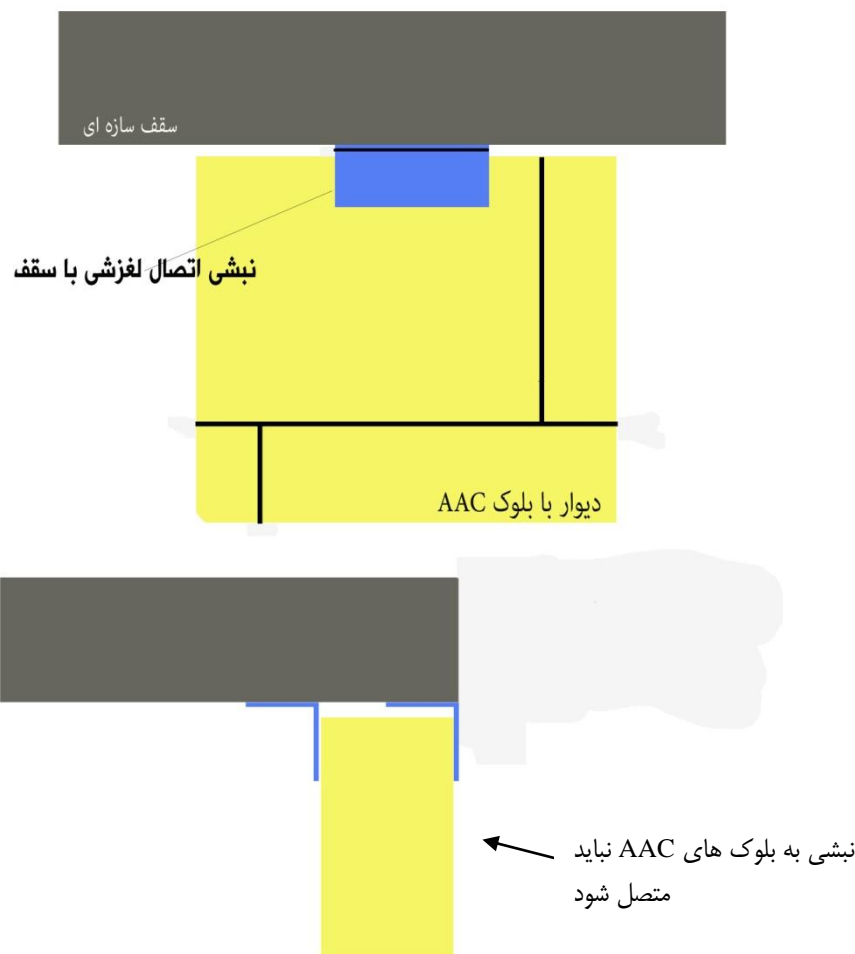 سقف سازه ای
نبشی اتصال لغزشی با سقف
دیوار با بلوک AAC
نبشی به بلوک های AAC نباید
متصل شود